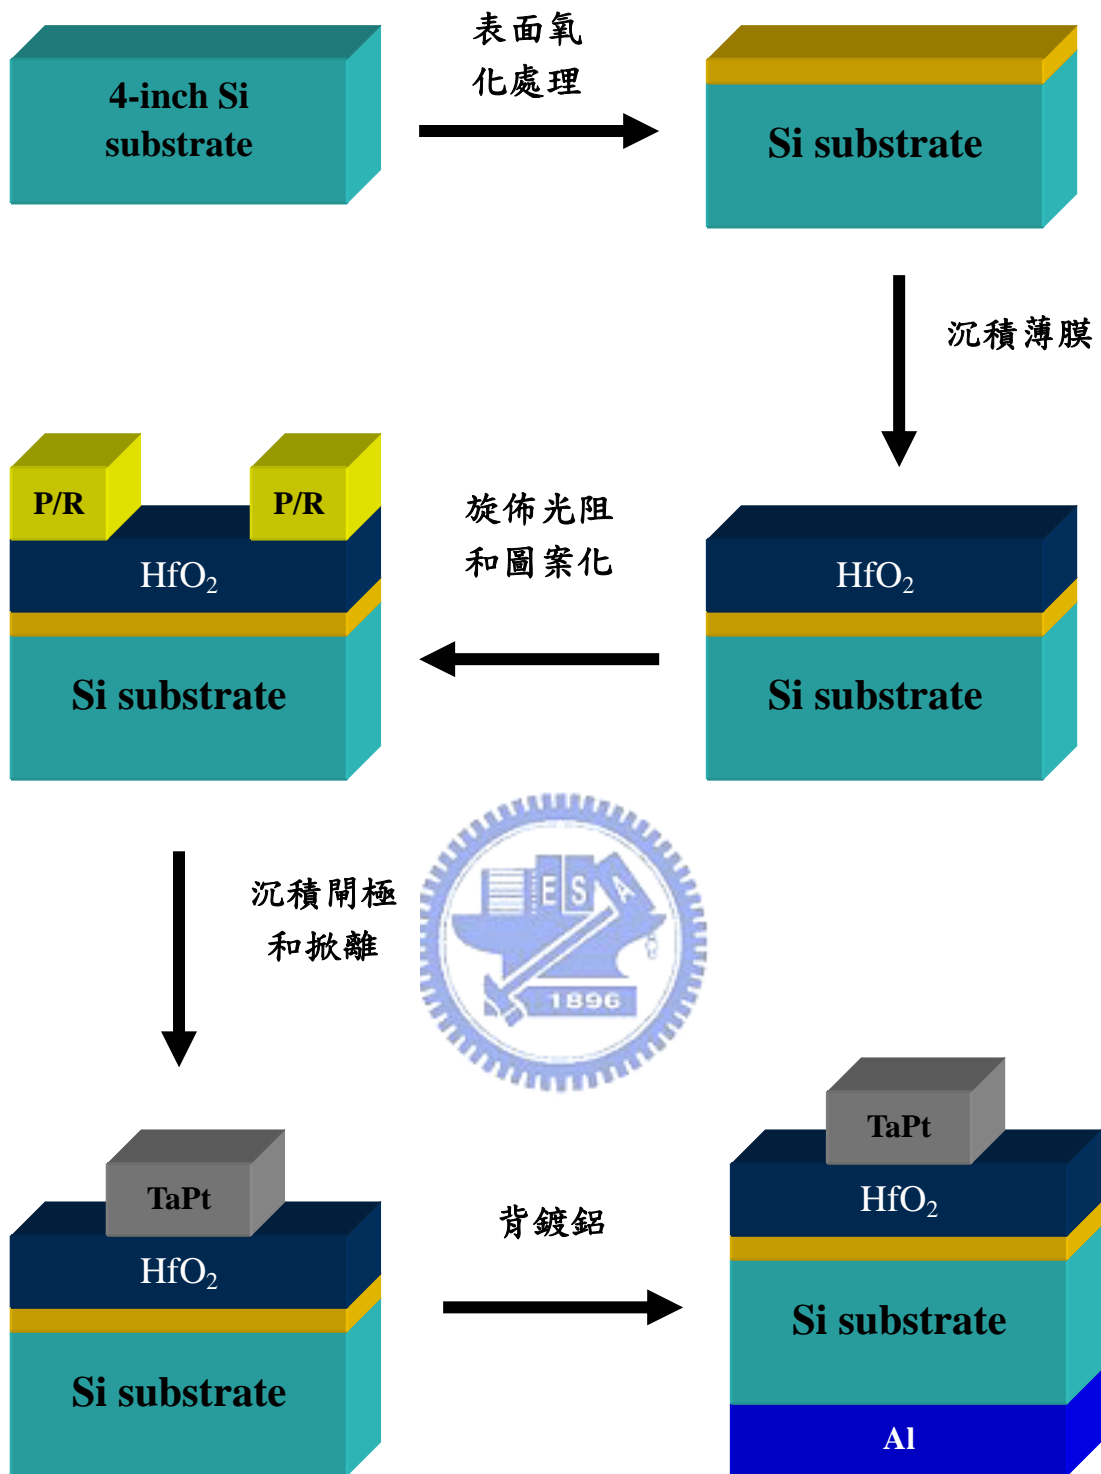 4-inch Si
substrate
表面氧
化處理
Si substrate
沉積薄膜
HfO₂
Si substrate
旋佈光阻
和圖案化
P/R
P/R
HfO₂
Si substrate
沉積閘極
和掀離
E S A
1896
TaPt
HfO₂
Si substrate
背鍍鋁
TaPt
HfO₂
Si substrate
Al